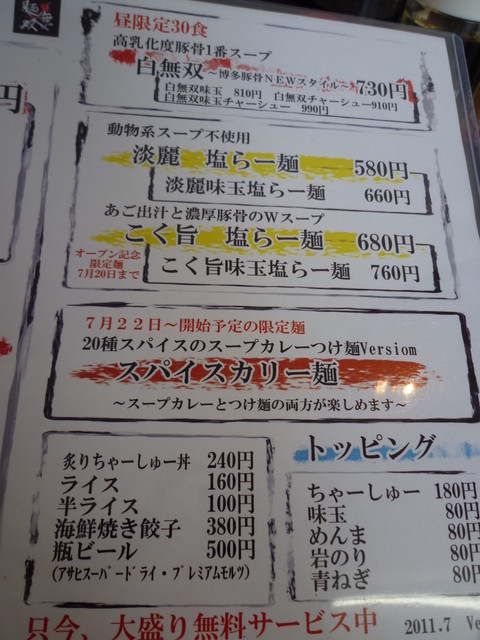 麺 無双
円
昼限定30食
高乳化度豚骨1番スープ
白無双～博多豚骨NEWスタイル～730円
白無双味玉 810円 白無双チャーシュー910円
白無双味玉チャーシュー 990円
動物系スープ不使用
淡麗 塩らー麺 580円
淡麗味玉塩らー麺 660円
あご出汁と濃厚豚骨のWスープ
こく旨 塩らー麺 680円
オープン記念
限定麺
7月20日まで
こく旨味玉塩らー麺 760円
7月22日～開始予定の限定麺
20種スパイスのスープカレーつけ麺Versiom
スパイスカリー麺
～スープカレーとつけ麺の両方が楽しめます～
炙りちゃーしゅー丼 240円
ライス 160円
半ライス 100円
海鮮焼き餃子 380円
瓶ビール 500円
(アサヒスーパードライ・プレミアムモルツ)
トッピング
ちゃーしゅー 180円
味玉 80円
めんま 80円
岩のり 80円
青ねぎ 80円
只今、大盛り無料サービス中
2011.7 Ve